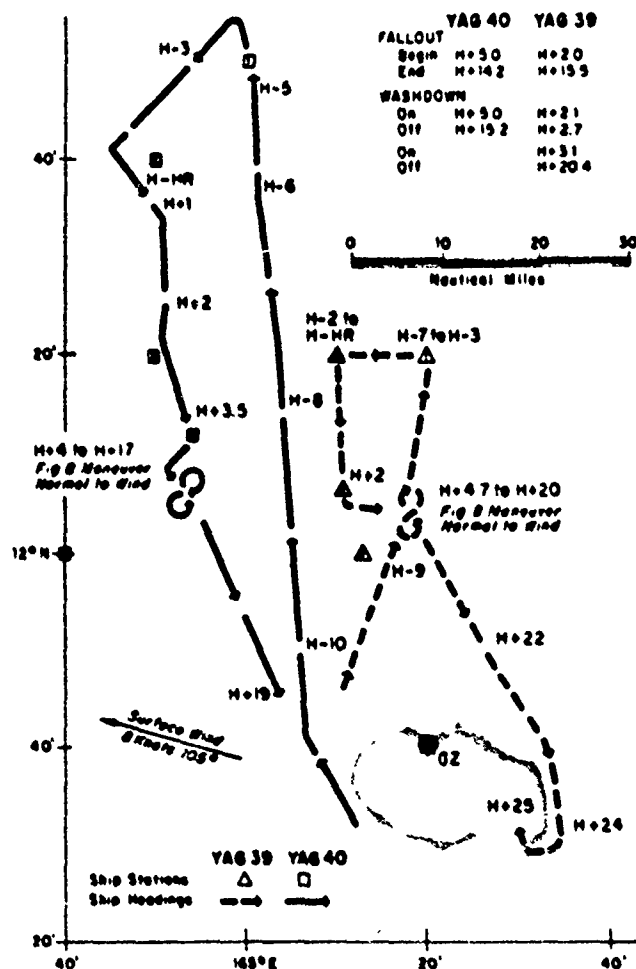 YAG 40 YAG 39
FALLOUT
Begin H+5.0 H+2.0
End H+14.2 H+15.5
WASHDOWN
On H+5.0 H+2.1
Off H+15.2 H+2.7
On H+3.1
Off H+20.4
0 10 20 30
Nautical Miles
H-3
H-5
40'
H-HR
H+1
H-6
H+2
20'
H-2 to
H-HR
H-7 to H-3
H-8
H+3.5
H+4 to H+17
Fig 8 Maneuver
Normal to Wind
H+2
H+4.7 to H+20
Fig 8 Maneuver
Normal to Wind
12° N
H-9
H-10
H+22
H+19
Surface Wind
8 Knots 105°
40'
GZ
H+25
H+24
YAG 39 YAG 40
Ship Stations
Ship Headings
20'
40' 165° E 20' 40'